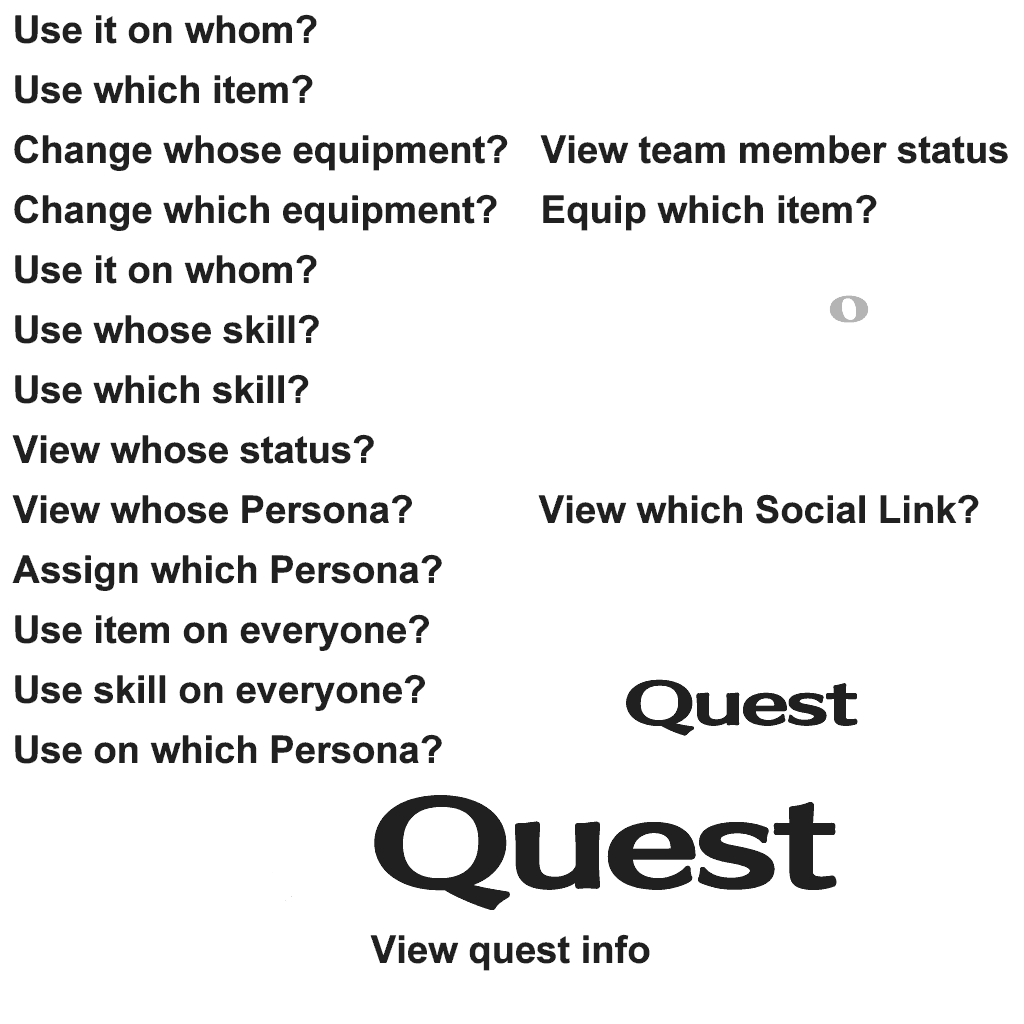 Use it on whom?
Use which item?
Change whose equipment? View team member status
Change which equipment? Equip which item?
Use it on whom?
o
Use whose skill?
Use which skill?
View whose status?
View whose Persona? View which Social Link?
Assign which Persona?
Use item on everyone?
Use skill on everyone?
Quest
Use on which Persona?
Quest
View quest info